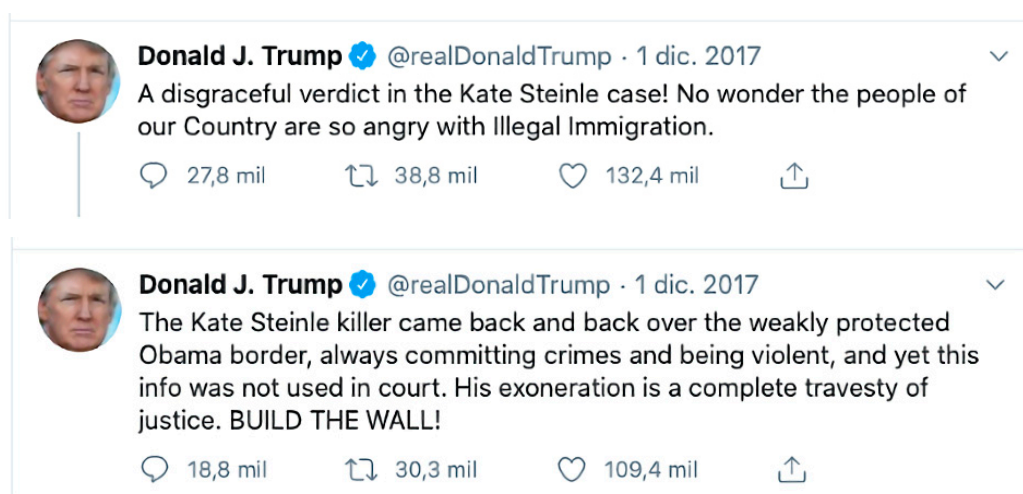 Donald J. Trump @realDonaldTrump · 1 dic. 2017
A disgraceful verdict in the Kate Steinle case! No wonder the people of
our Country are so angry with Illegal Immigration.
27,8 mil 38,8 mil 132,4 mil
Donald J. Trump @realDonaldTrump · 1 dic. 2017
The Kate Steinle killer came back and back over the weakly protected
Obama border, always committing crimes and being violent, and yet this
info was not used in court. His exoneration is a complete travesty of
justice. BUILD THE WALL!
18,8 mil 30,3 mil 109,4 mil